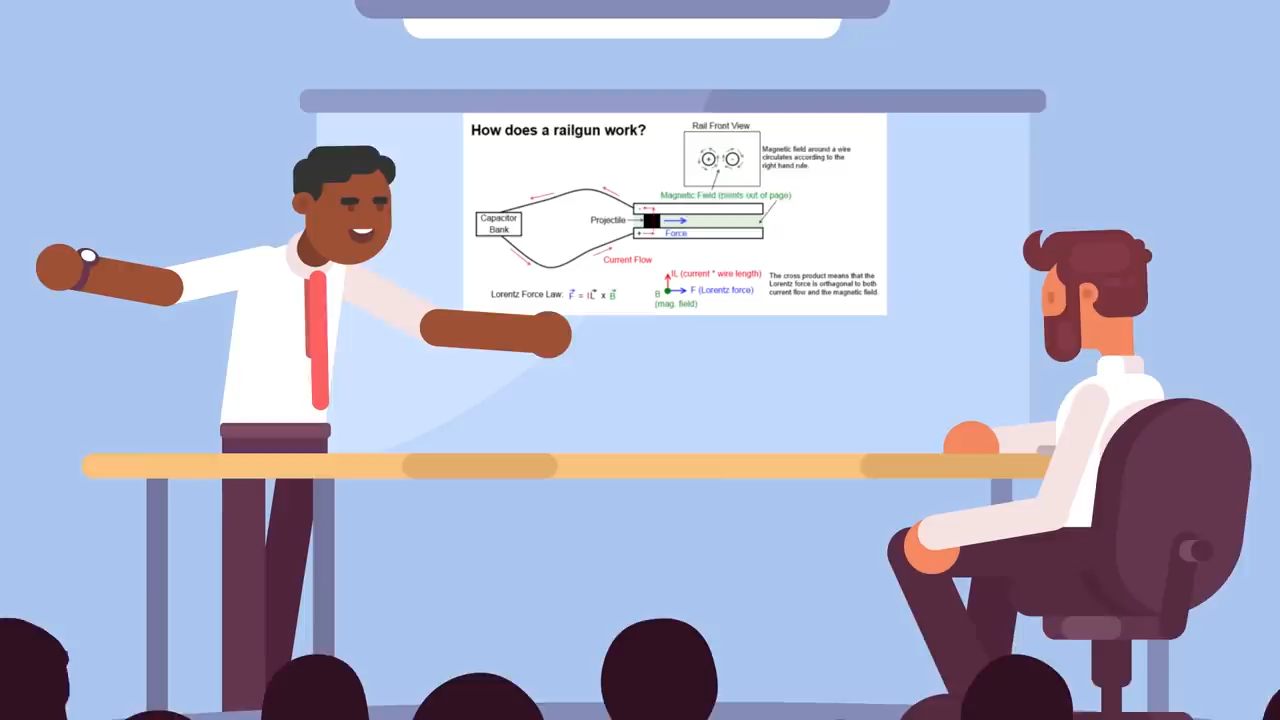 How does a railgun work?
Rail Front View
Magnetic field around a wire
circulates according to the
right hand rule.
Magnetic Field (points out of page)
Capacitor
Bank
Projectile
-
+
Force
Current Flow
IL (current * wire length)
F (Lorentz force)
B
(mag. field)
The cross product means that the
Lorentz force is orthogonal to both
current flow and the magnetic field.
Lorentz Force Law: F = IL x B